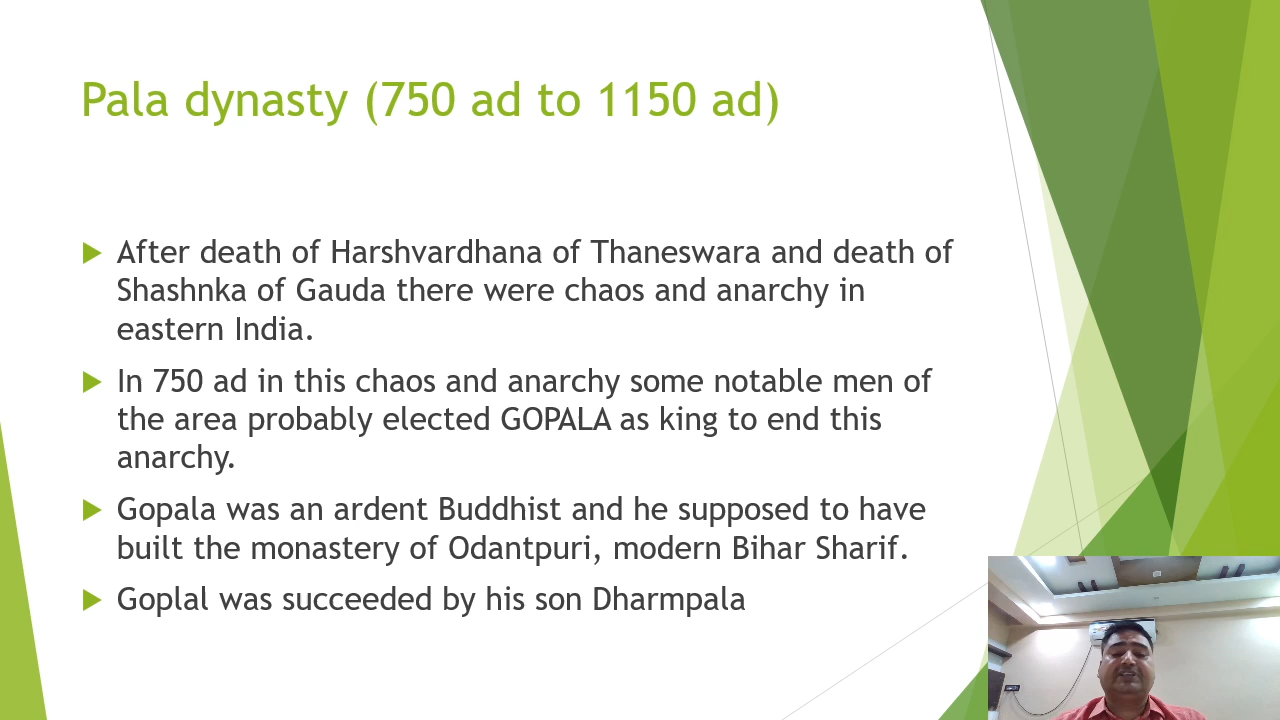 Pala dynasty (750 ad to 1150 ad)
After death of Harshvardhana of Thaneswara and death of
Shashnka of Gauda there were chaos and anarchy in
eastern India.
In 750 ad in this chaos and anarchy some notable men of
the area probably elected GOPALA as king to end this
anarchy.
Gopala was an ardent Buddhist and he supposed to have
built the monastery of Odantpuri, modern Bihar Sharif.
Goplal was succeeded by his son Dharmpala